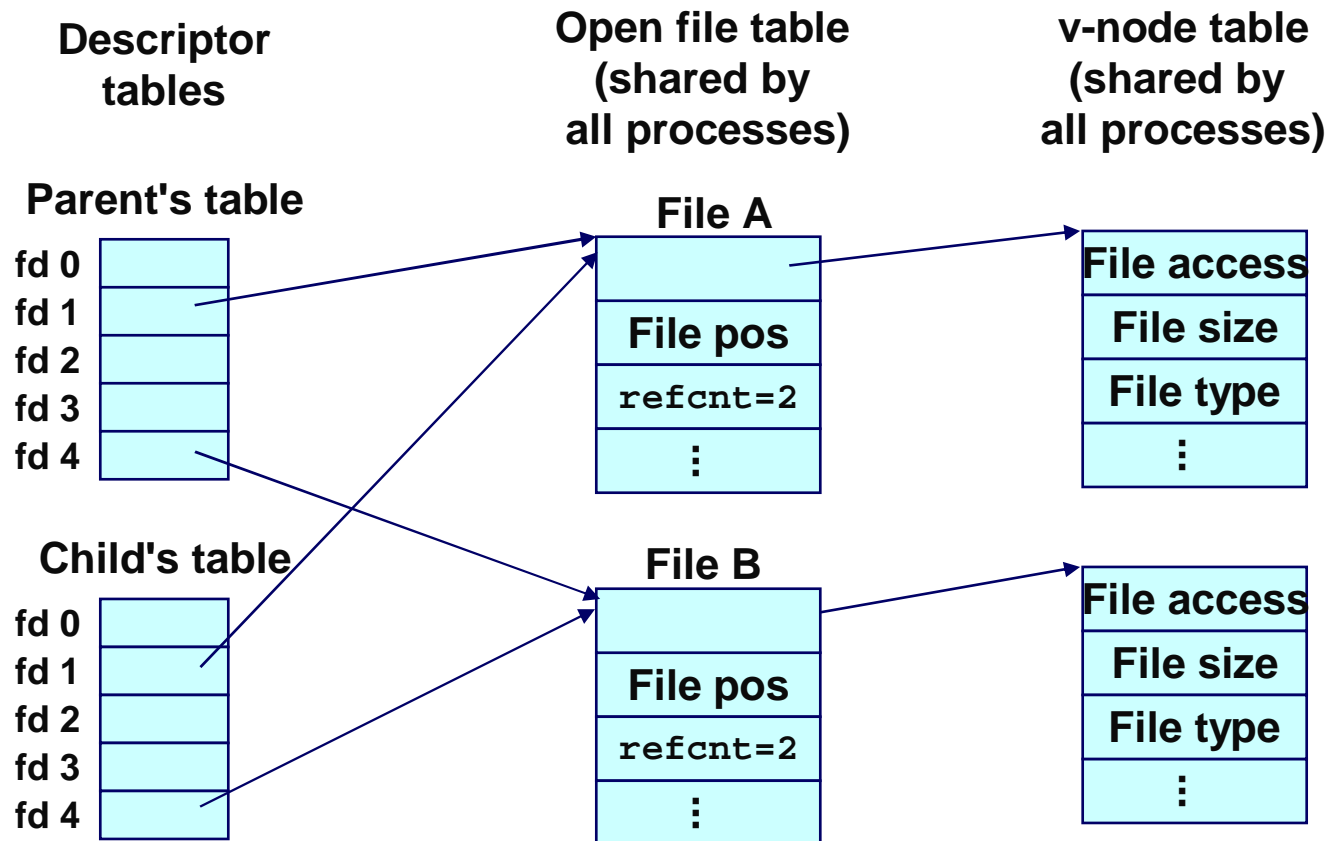 Descriptor
tables
Open file table
(shared by
all processes)
v-node table
(shared by
all processes)
Parent's table
fd 0
fd 1
fd 2
fd 3
fd 4
File A
File pos
refcnt=2
⋮
File access
File size
File type
⋮
Child's table
fd 0
fd 1
fd 2
fd 3
fd 4
File B
File pos
refcnt=2
⋮
File access
File size
File type
⋮